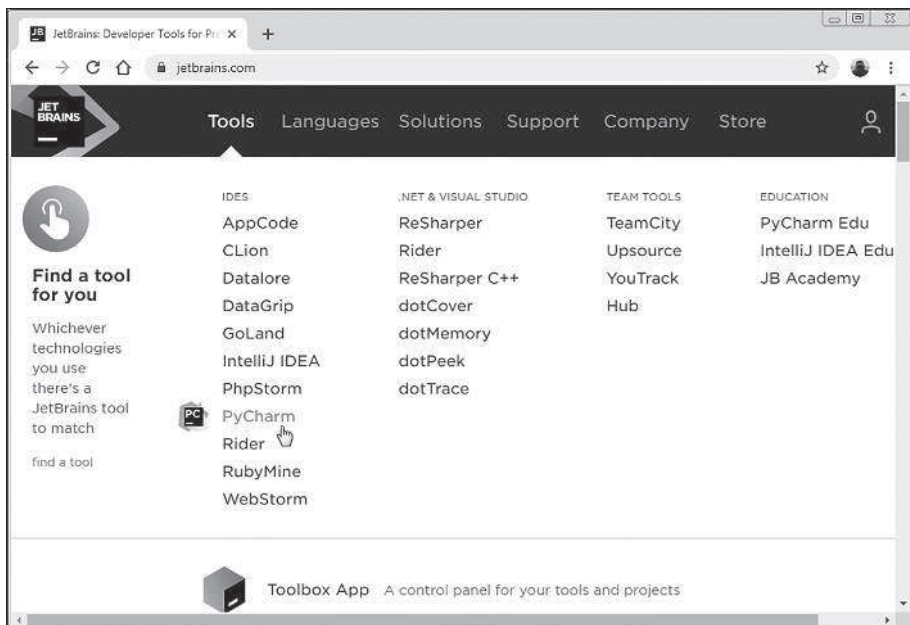 JetBrains: Developer Tools for Pr
jetbrains.com
JET
BRAINS
Tools Languages Solutions Support Company Store
Find a tool
for you
Whichever
technologies
you use
there's a
JetBrains tool
to match
find a tool
IDES
AppCode
CLion
Datalore
DataGrip
GoLand
IntelliJ IDEA
PhpStorm
PC
PyCharm
Rider
RubyMine
WebStorm
.NET & VISUAL STUDIO
ReSharper
Rider
ReSharper C++
dotCover
dotMemory
dotPeek
dotTrace
TEAM TOOLS
TeamCity
Upsource
YouTrack
Hub
EDUCATION
PyCharm Edu
IntelliJ IDEA Edu
JB Academy
Toolbox App A control panel for your tools and projects